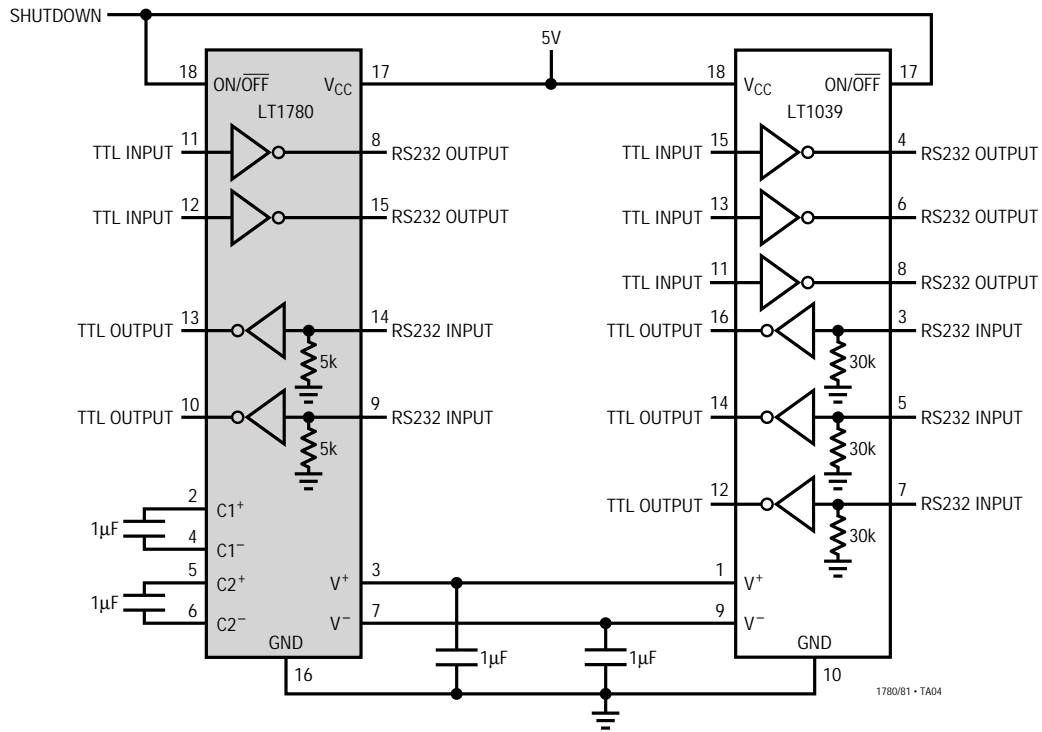 SHUTDOWN
5V
18 ON/OFF VCC 17
18 VCC ON/OFF 17
LT1780
LT1039
TTL INPUT 11 8 RS232 OUTPUT
TTL INPUT 15 4 RS232 OUTPUT
TTL INPUT 12 15 RS232 OUTPUT
TTL INPUT 13 6 RS232 OUTPUT
TTL INPUT 11 8 RS232 OUTPUT
TTL OUTPUT 13 14 RS232 INPUT
5k
TTL OUTPUT 16 3 RS232 INPUT
30k
TTL OUTPUT 10 9 RS232 INPUT
5k
TTL OUTPUT 14 5 RS232 INPUT
30k
TTL OUTPUT 12 7 RS232 INPUT
30k
2 C1+
1µF
4 C1–
5 C2+ V+ 3
1 V+
1µF
6 C2– V– 7
9 V–
GND
16
1µF
1µF
GND
10
1780/81 • TA04